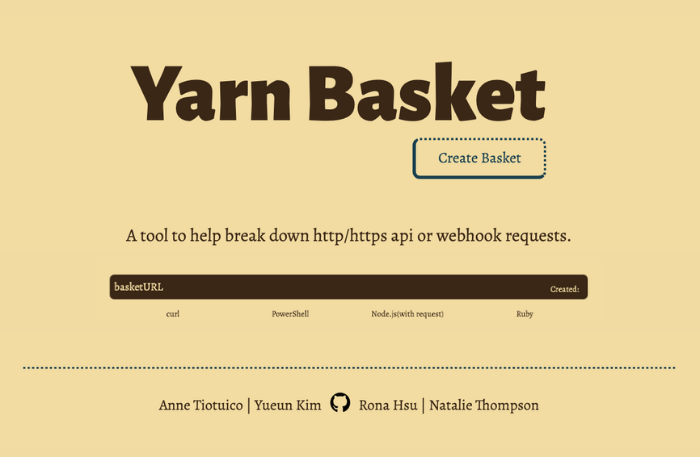 Yarn Basket
Create Basket
A tool to help break down http/https api or webhook requests.
basketURL Created:
curl PowerShell Node.js(with request) Ruby
Anne Tiotuico | Yueun Kim Rona Hsu | Natalie Thompson